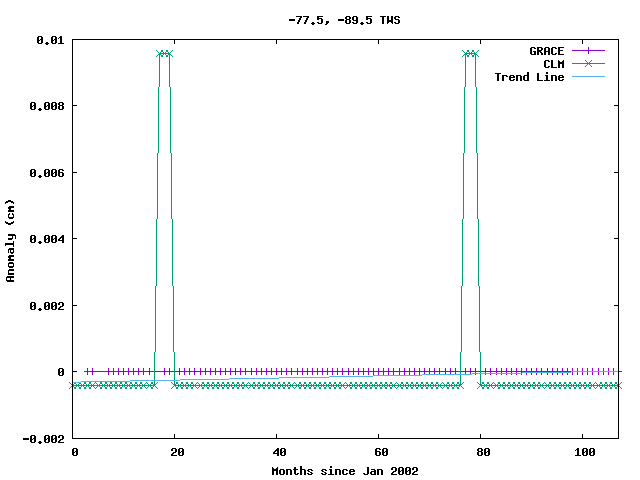 -77.5, -89.5 TWS
0.01
0.008
0.006
0.004
0.002
0
-0.002
Anomaly (cm)
GRACE
CLM
Trend Line
0 20 40 60 80 100
Months since Jan 2002